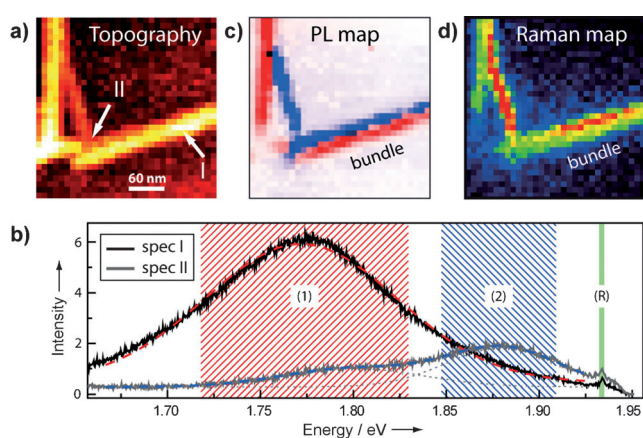 a) Topography
II
I
60 nm
c) PL map
bundle
d) Raman map
bundle
b)
spec I
spec II
(1)
(2)
(R)
6
4
2
0
Intensity →
1.70
1.75
1.80
1.85
1.90
1.95
Energy / eV →